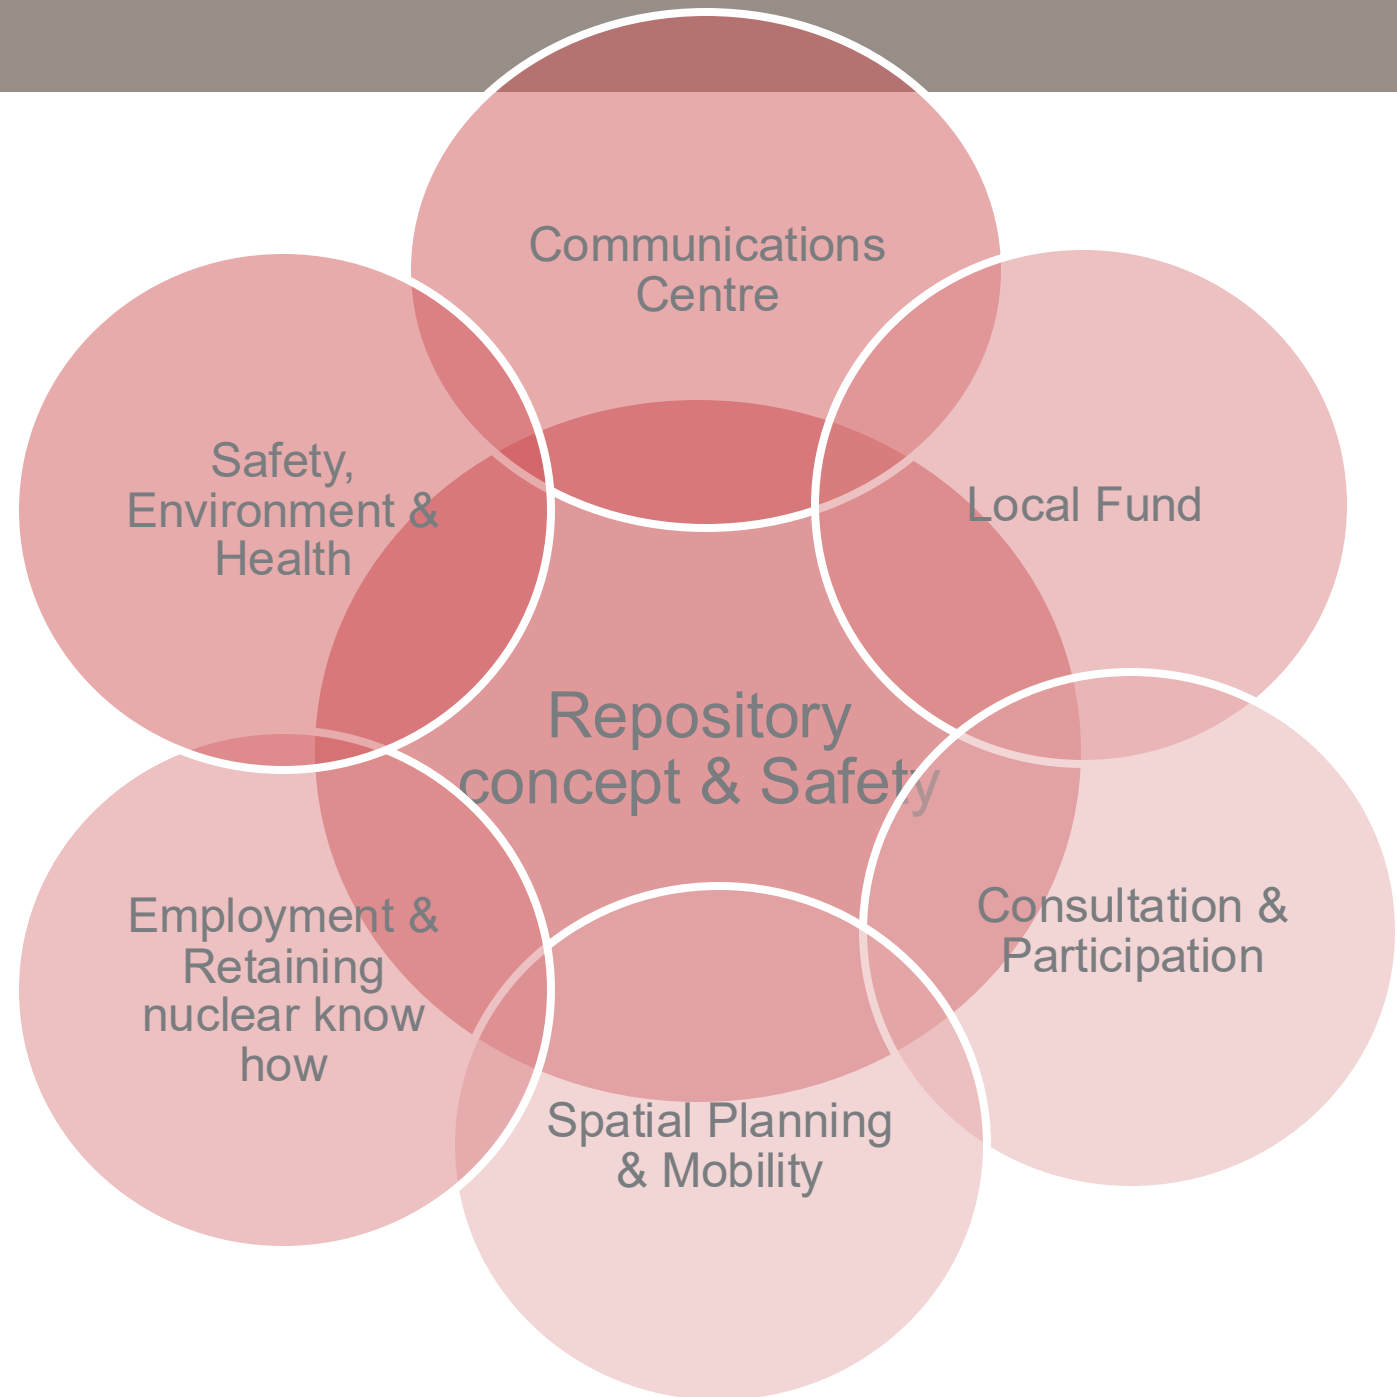 Communications
Centre
Safety,
Environment &
Health
Local Fund
Repository
concept & Safety
Employment &
Retaining
nuclear know
how
Consultation &
Participation
Spatial Planning
& Mobility